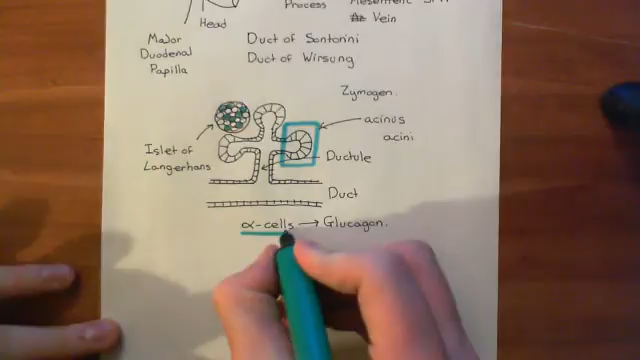 Process
Head
Vein
Major
Duodenal
Papilla
Duct of Santorini
Duct of Wirsung
Zymogen.
acinus
acini
Islet of
Langerhans
Ductule
Duct
α-cells → Glucagon.